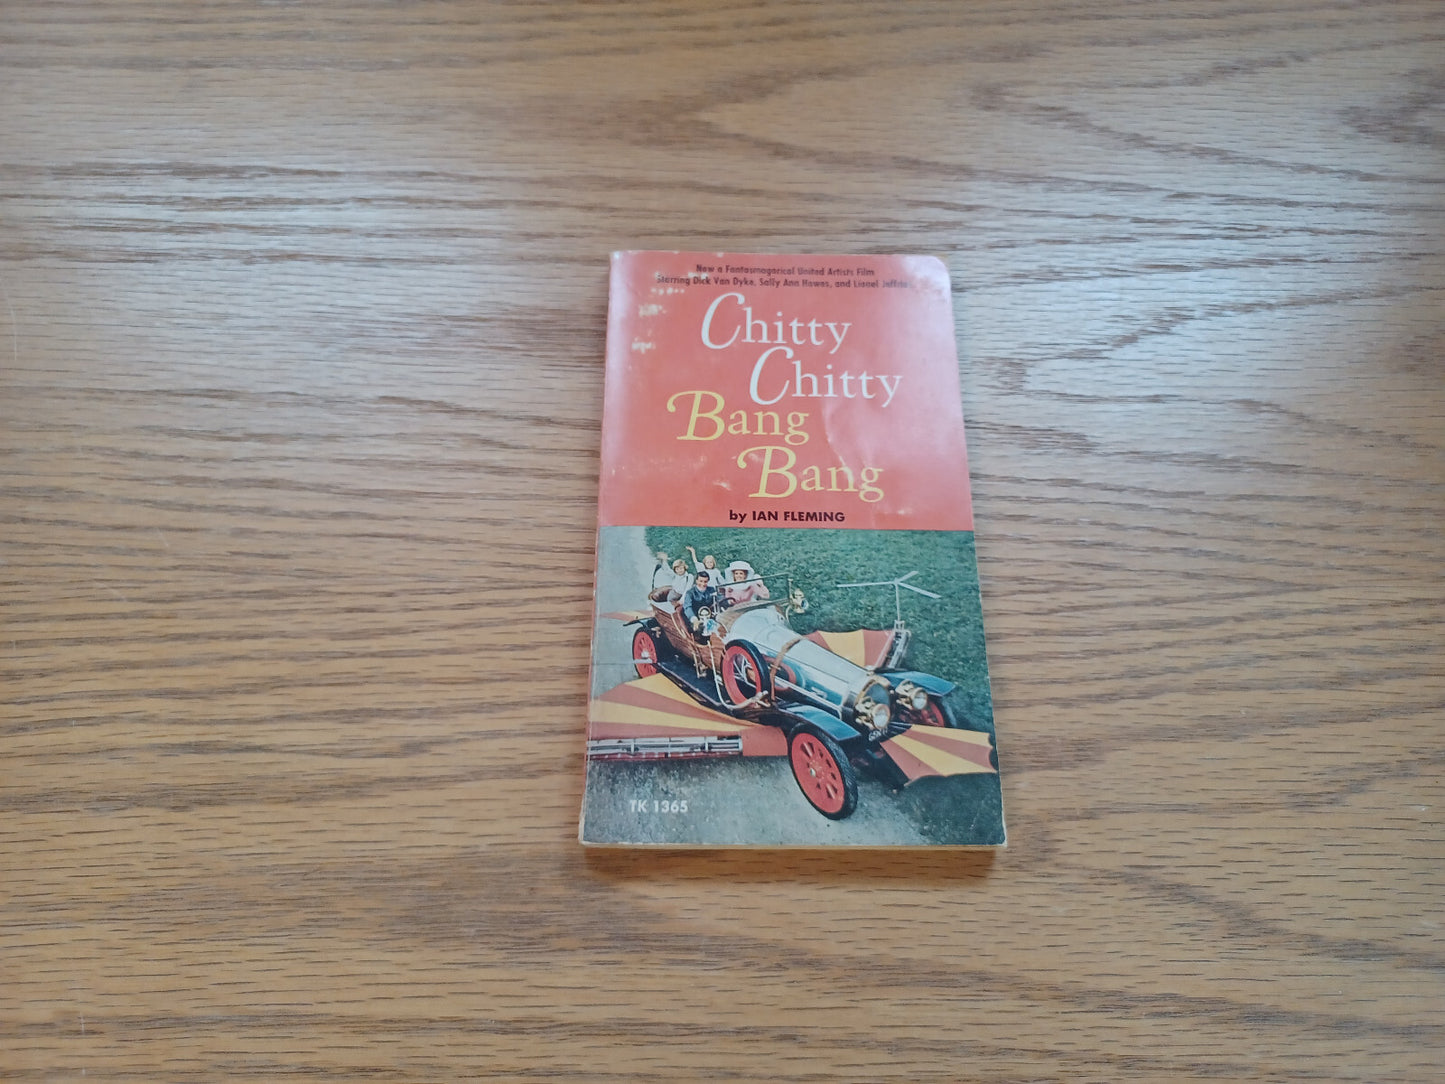 Now a Fantasmagorical United Artists Film
Starring Dick Van Dyke, Sally Ann Howes, and Lionel Jeffries
Chitty
Chitty
Bang
Bang
by IAN FLEMING
TK 1365